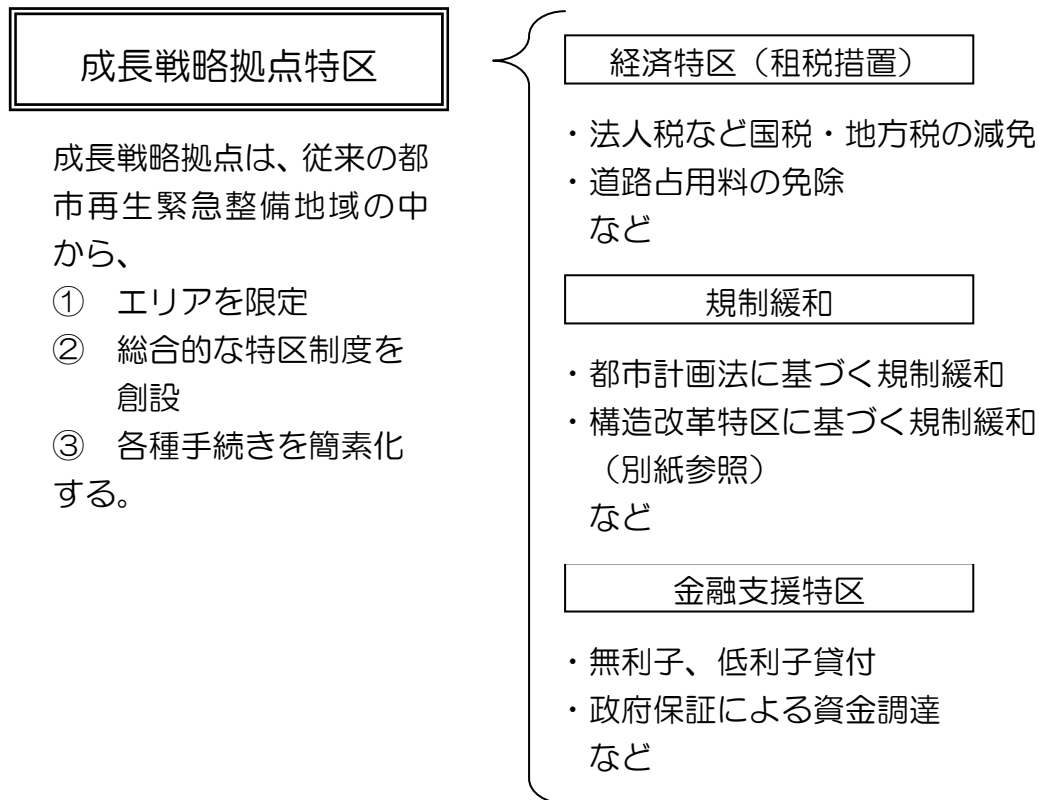 成長戦略拠点特区
成長戦略拠点は、従来の都
市再生緊急整備地域の中
から、
① エリアを限定
② 総合的な特区制度を
創設
③ 各種手続きを簡素化
する。
経済特区（租税措置）
・法人税など国税・地方税の減免
・道路占用料の免除
など
規制緩和
・都市計画法に基づく規制緩和
・構造改革特区に基づく規制緩和
（別紙参照）
など
金融支援特区
・無利子、低利子貸付
・政府保証による資金調達
など